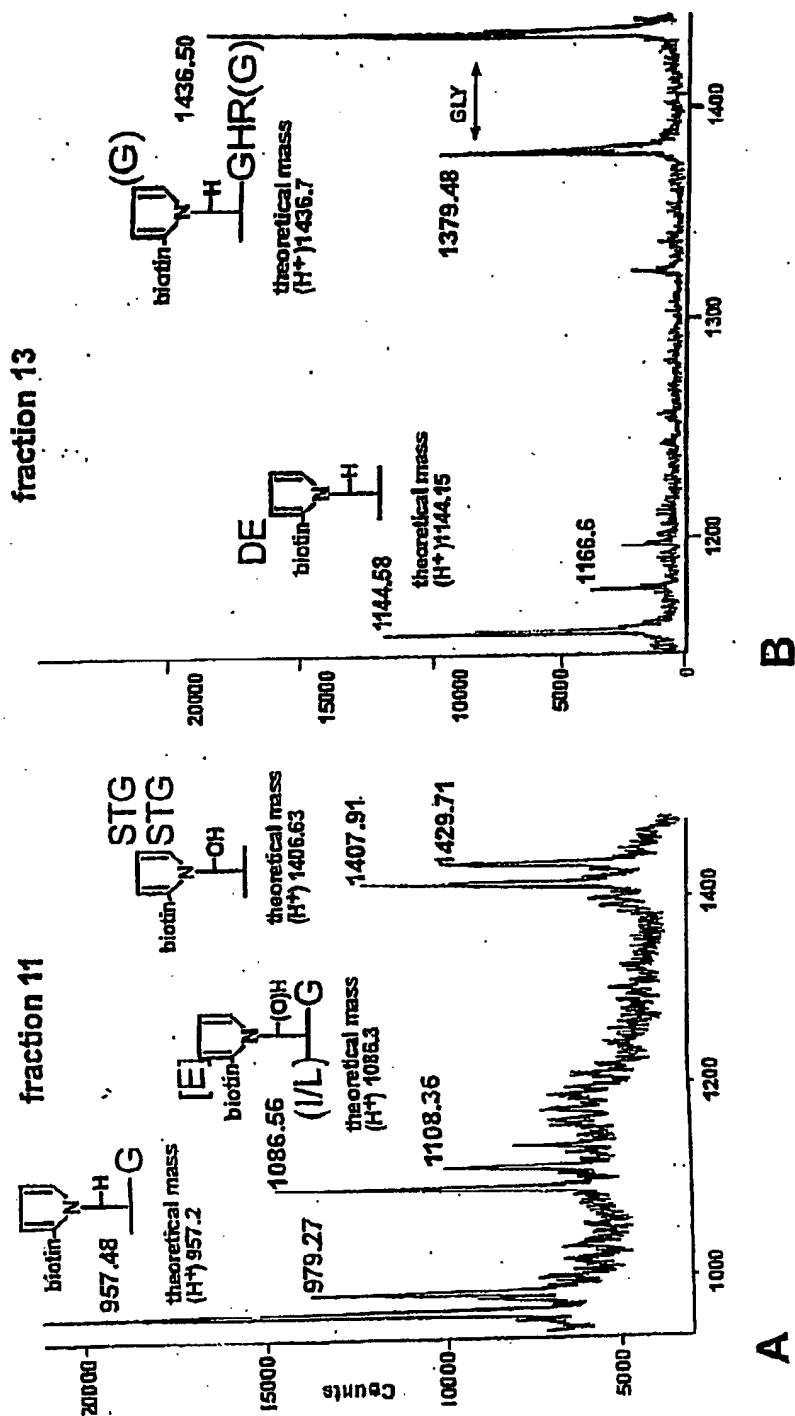 fraction 11
biotin
N
H
G
957.48
theoretical mass
(H⁺) 957.2
979.27
[E]
biotin
N
(O)H
(I/L)
G
1086.56
theoretical mass
(H⁺) 1086.3
1108.36
STG
STG
biotin
N
OH
theoretical mass
(H⁺) 1406.63
1407.91
1429.71
20000
15000
10000
5000
Counts
1000
1200
1400
A
fraction 13
DE
biotin
N
H
1144.58
theoretical mass
(H⁺)1144.15
1166.6
(G)
biotin
N
H
GHR(G)
theoretical mass
(H⁺)1436.7
1436.50
GLY
1379.48
20000
15000
10000
5000
0
1200
1300
1400
B